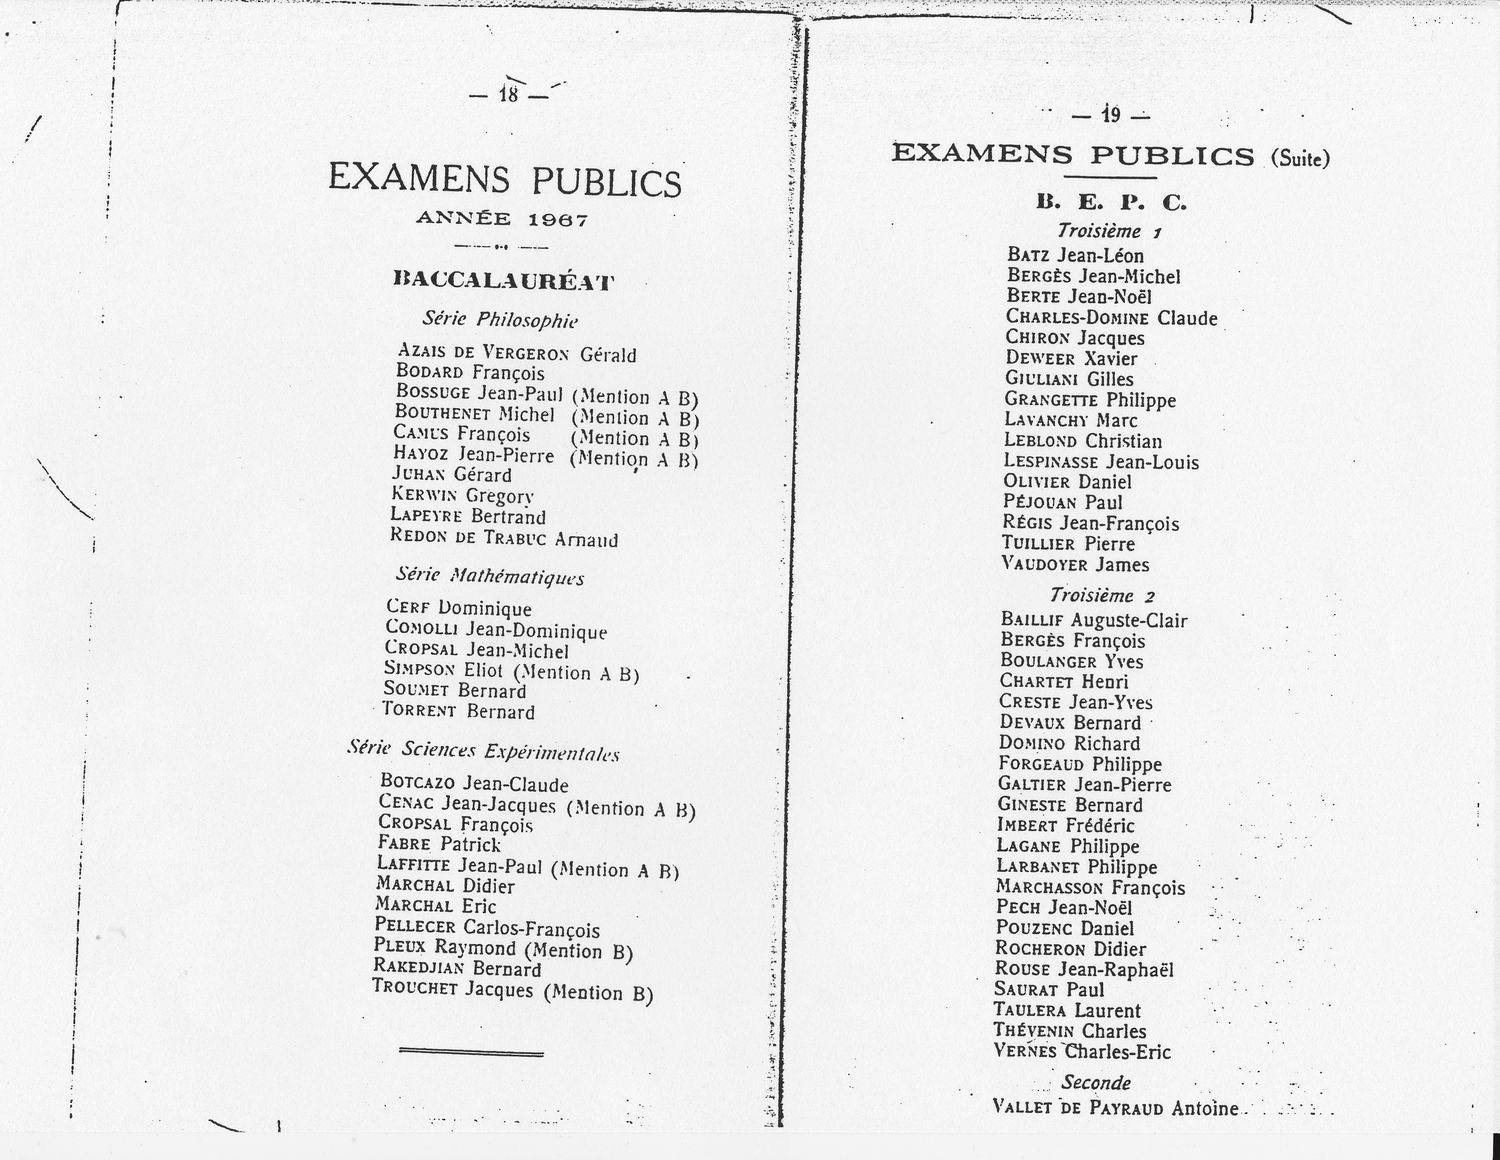 — 18 —
EXAMENS PUBLICS
ANNÉE 1967
BACCALAURÉAT
Série Philosophie
AZAIS DE VERGERON Gérald
BODARD François
BOSSUGE Jean-Paul (Mention A B)
BOUTHENET Michel (Mention A B)
CAMUS François (Mention A B)
HAYOZ Jean-Pierre (Mention A B)
JUHAN Gérard
KERWIN Gregory
LAPEYRE Bertrand
REDON DE TRABUC Arnaud
Série Mathématiques
CERF Dominique
COMOLLI Jean-Dominique
CROPSAL Jean-Michel
SIMPSON Eliot (Mention A B)
SOUMET Bernard
TORRENT Bernard
Série Sciences Expérimentales
BOTCAZO Jean-Claude
CENAC Jean-Jacques (Mention A B)
CROPSAL François
FABRE Patrick
LAFFITTE Jean-Paul (Mention A B)
MARCHAL Didier
MARCHAL Eric
PELLECER Carlos-François
PLEUX Raymond (Mention B)
RAKEDJIAN Bernard
TROUCHET Jacques (Mention B)
— 19 —
EXAMENS PUBLICS (Suite)
B. E. P. C.
Troisième 1
BATZ Jean-Léon
BERGÈS Jean-Michel
BERTE Jean-Noël
CHARLES-DOMINE Claude
CHIRON Jacques
DEWEER Xavier
GIULIANI Gilles
GRANGETTE Philippe
LAVANCHY Marc
LEBLOND Christian
LESPINASSE Jean-Louis
OLIVIER Daniel
PÉJOUAN Paul
RÉGIS Jean-François
TUILLIER Pierre
VAUDOYER James
Troisième 2
BAILLIF Auguste-Clair
BERGÈS François
BOULANGER Yves
CHARTET Henri
CRESTE Jean-Yves
DEVAUX Bernard
DOMINO Richard
FORGEAUD Philippe
GALTIER Jean-Pierre
GINESTE Bernard
IMBERT Frédéric
LAGANE Philippe
LARBANET Philippe
MARCHASSON François
PECH Jean-Noël
POUZENC Daniel
ROCHERON Didier
ROUSE Jean-Raphaël
SAURAT Paul
TAULERA Laurent
THÉVENIN Charles
VERNES Charles-Eric
Seconde
VALLET DE PAYRAUD Antoine